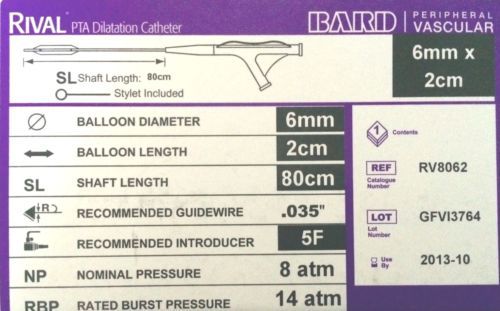 RIVAL PTA Dilatation Catheter
BARD PERIPHERAL VASCULAR
SL Shaft Length: 80cm
Stylet Included
6mm x
2cm
BALLOON DIAMETER 6mm
BALLOON LENGTH 2cm
SL SHAFT LENGTH 80cm
R RECOMMENDED GUIDEWIRE .035"
RECOMMENDED INTRODUCER 5F
NP NOMINAL PRESSURE 8 atm
RBP RATED BURST PRESSURE 14 atm
1 Contents
REF RV8062
Catalogue
Number
LOT GFVI3764
Lot
Number
Use
By 2013-10